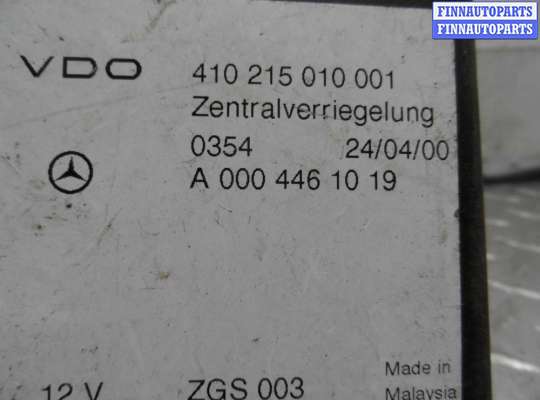 FINNAUTOPARTS
FINNAUTOPARTS
VDO 410 215 010 001
Zentralverriegelung
0354 24/04/00
A 000 446 10 19
Made in
12 V ZGS 003 Malaysia